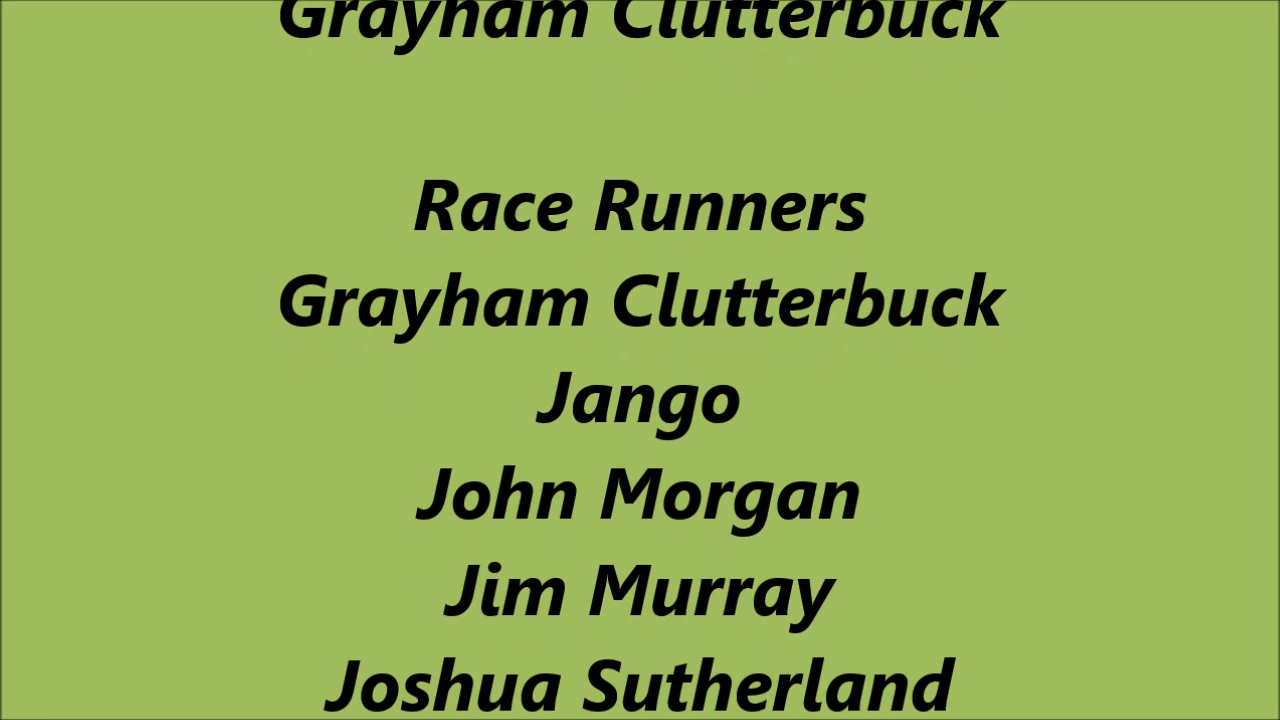 Grayham Clutterbuck
Race Runners
Grayham Clutterbuck
Jango
John Morgan
Jim Murray
Joshua Sutherland